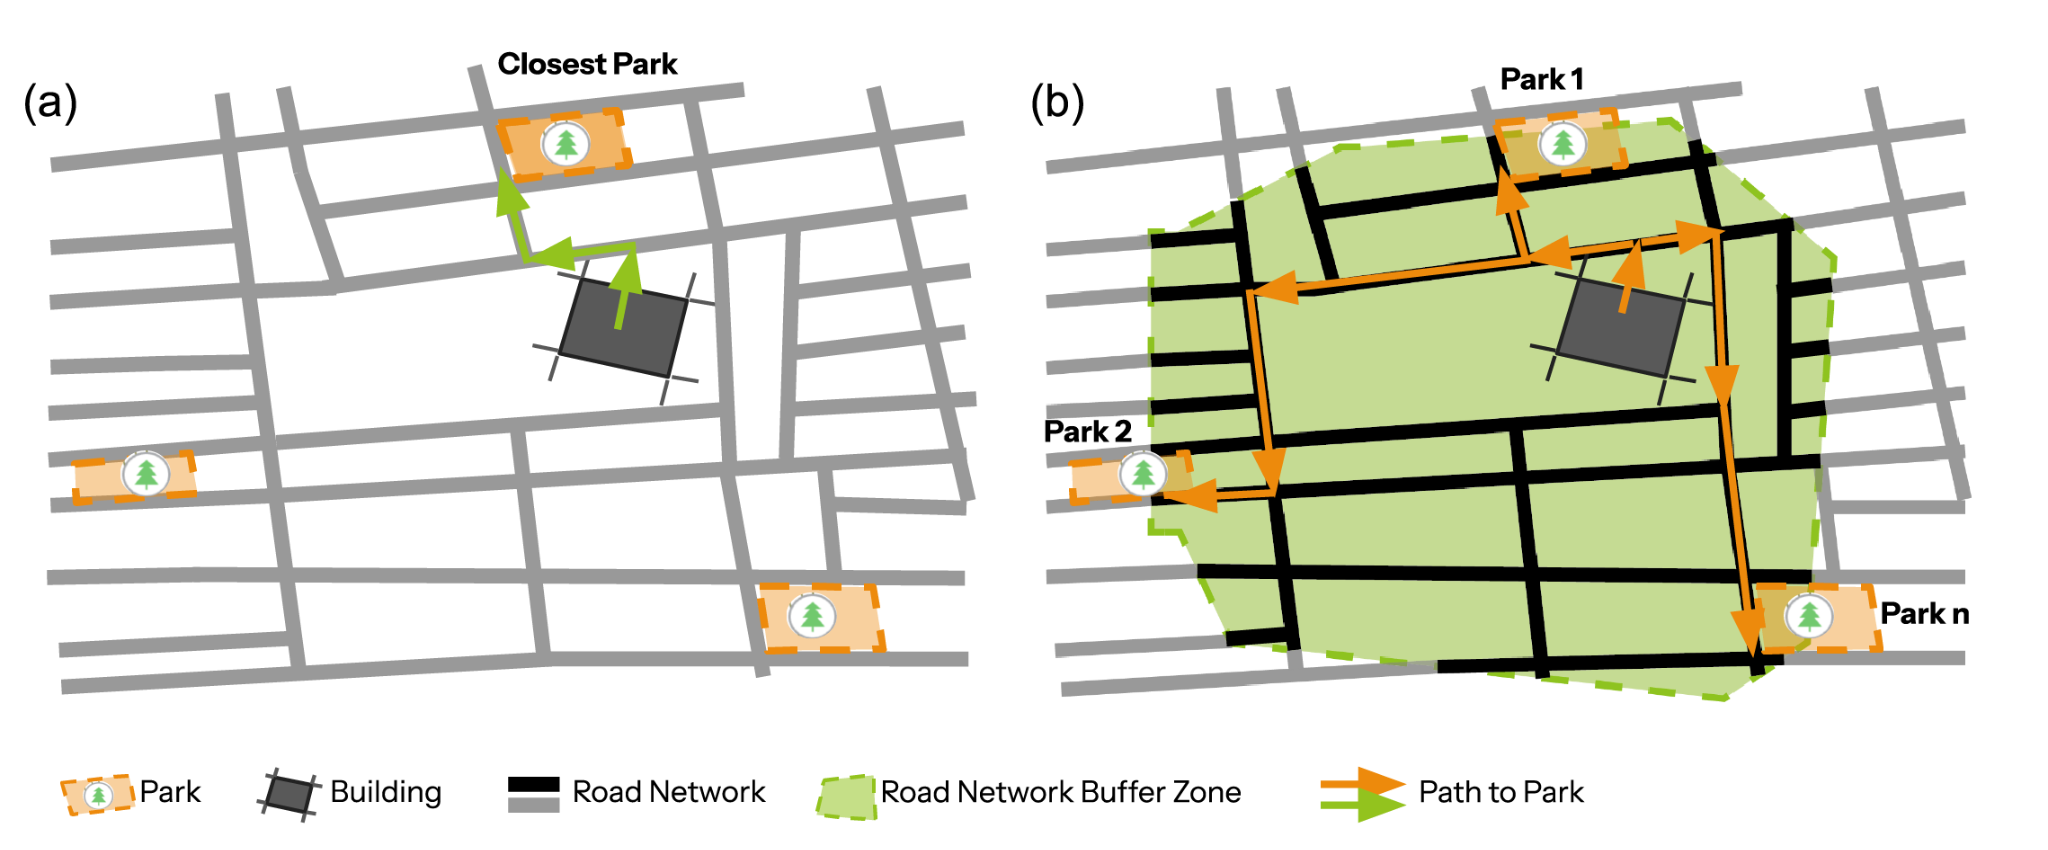 (a)
Closest Park
(b)
Park 1
Park 2
Park n
Park
Building
Road Network
Road Network Buffer Zone
Path to Park